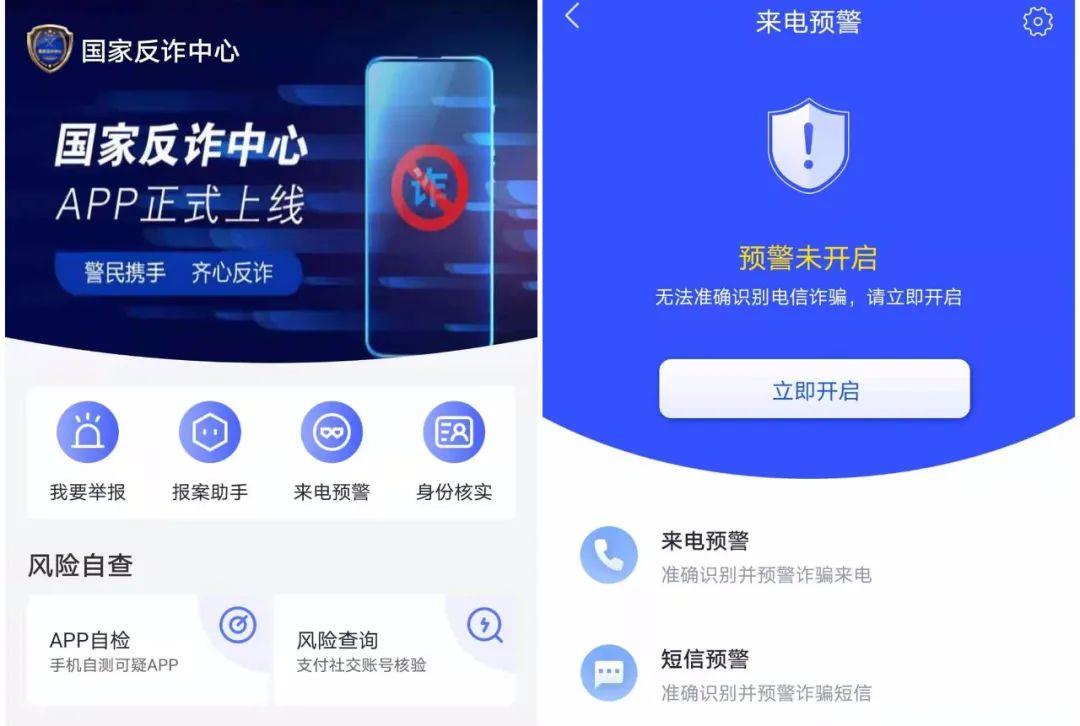 国家反诈中心
国家反诈中心
APP正式上线
警民携手 齐心反诈
诈
我要举报
报案助手
来电预警
身份核实
风险自查
APP自检
手机自测可疑APP
风险查询
支付社交账号核验
来电预警
预警未开启
无法准确识别电信诈骗，请立即开启
立即开启
来电预警
准确识别并预警诈骗来电
短信预警
准确识别并预警诈骗短信